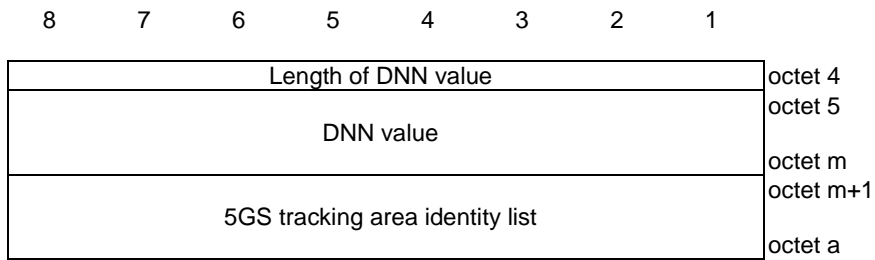 8 7 6 5 4 3 2 1
Length of DNN value octet 4
octet 5
DNN value
octet m
octet m+1
5GS tracking area identity list
octet a